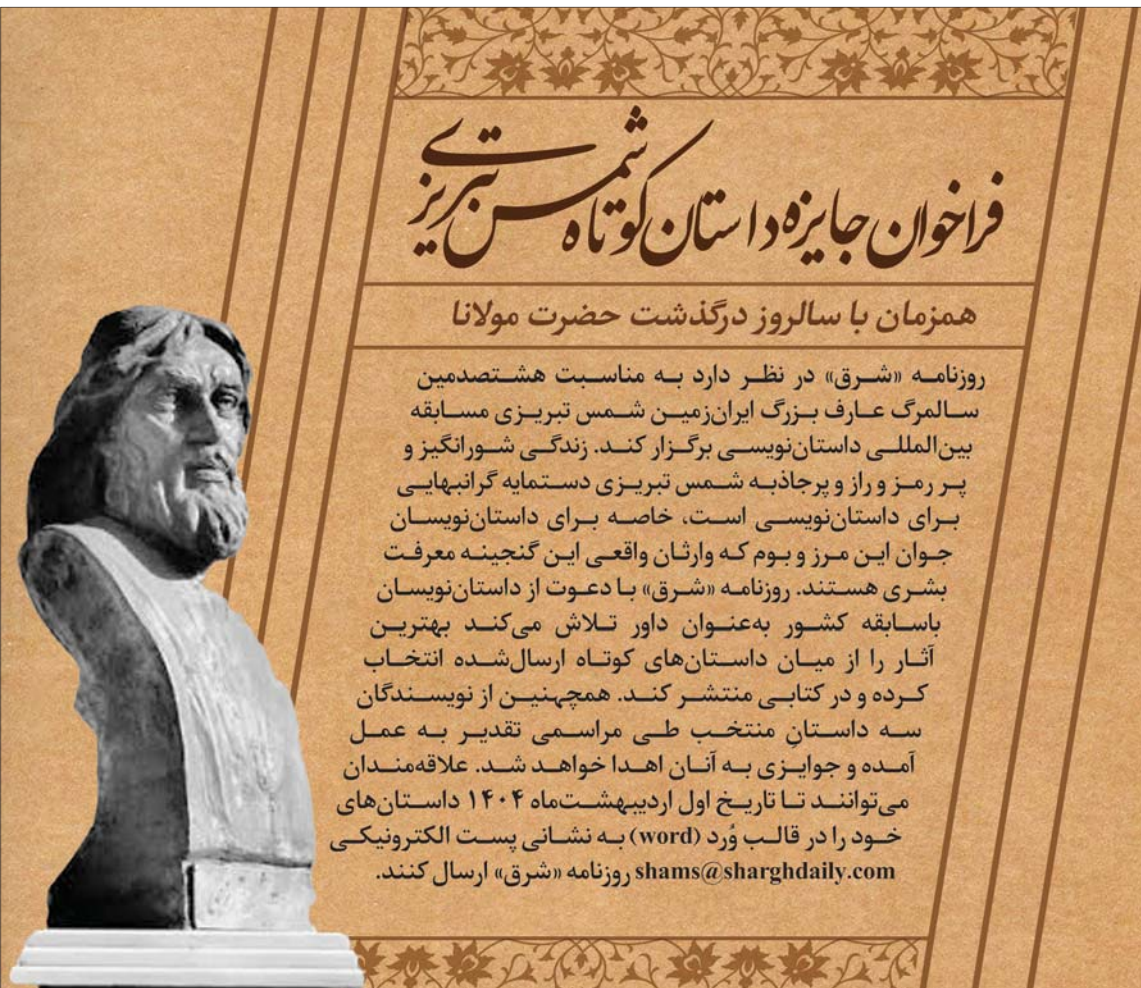 فراخوان جایزه داستان کوتاه شمس تبریزی
همزمان با سالروز درگذشت حضرت مولانا
روزنامه «شرق» در نظر دارد به مناسبت هشتصدمین
سالمرگ عارف بزرگ ایران‌زمین شمس تبریزی مسابقه
بین‌المللی داستان‌نویسی برگزار کند. زندگی شورانگیز و
پر رمز و راز و پرجاذبه شمس تبریزی دستمایه گرانبهایی
برای داستان‌نویسی است، خاصه برای داستان‌نویسان
جوان این مرز و بوم که وارثان واقعی این گنجینه معرفت
بشری هستند. روزنامه «شرق» با دعوت از داستان‌نویسان
باسابقه کشور به‌عنوان داور تلاش می‌کند بهترین
آثار را از میان داستان‌های کوتاه ارسال‌شده انتخاب
کرده و در کتابی منتشر کند. همچهنین از نویسندگان
سه داستانِ منتخب طی مراسمی تقدیر به عمل
آمده و جوایزی به آنان اهدا خواهد شد. علاقه‌مندان
می‌توانند تا تاریخ اول اردیبهشت‌ماه ۱۴۰۴ داستان‌های
خود را در قالب وُرد (word) به نشانی پست الکترونیکی
shams@sharghdaily.com روزنامه «شرق» ارسال کنند.